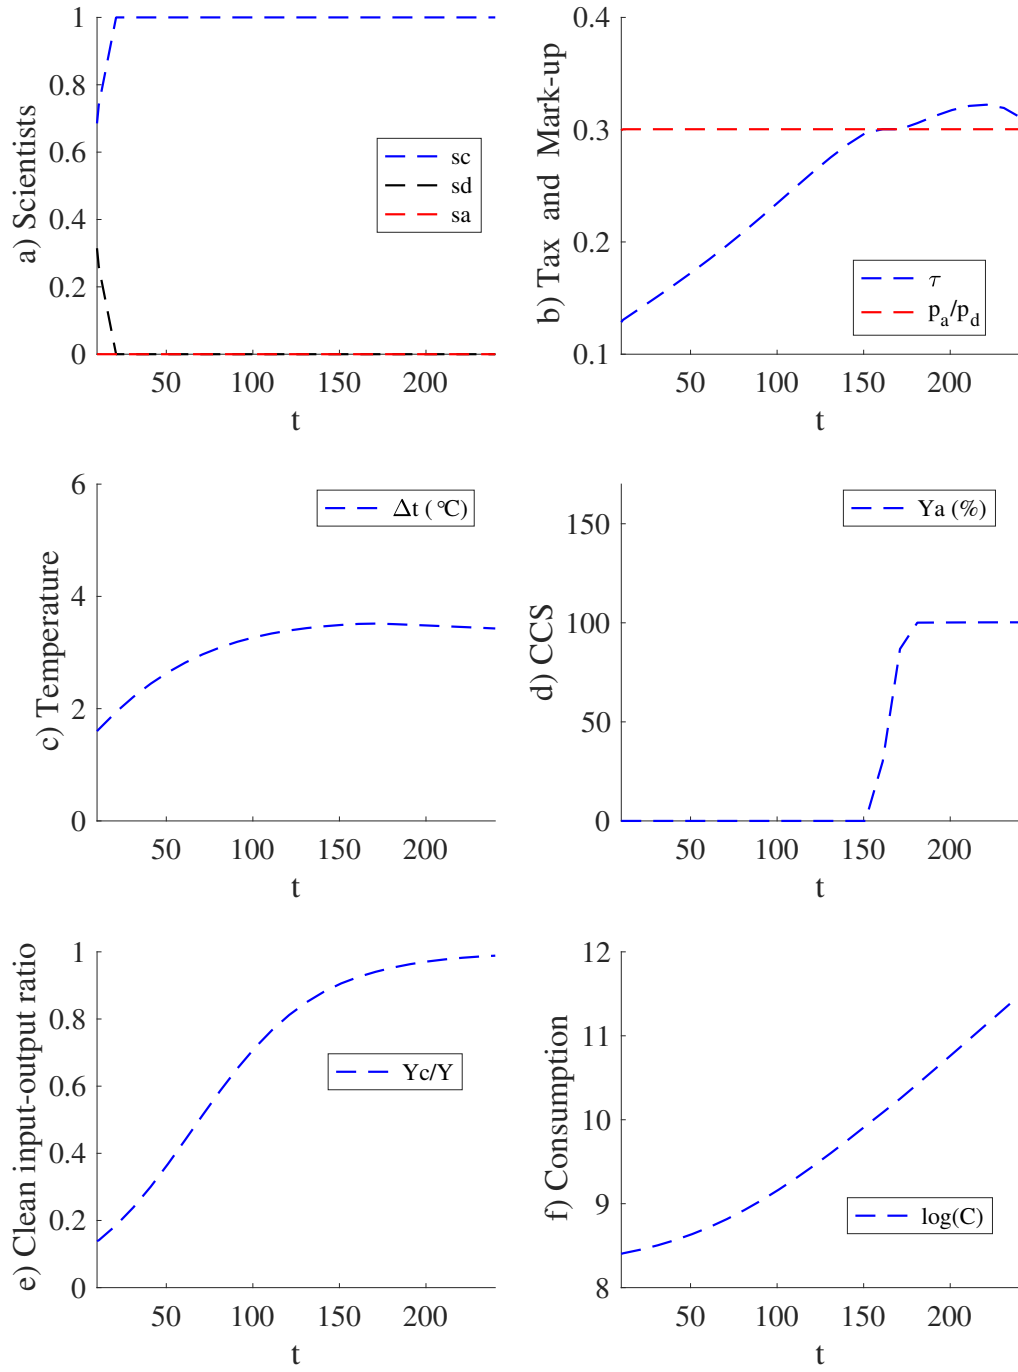 a) Scientists
1
0.8
0.6
0.4
0.2
0
50 100 150 200
t
sc
sd
sa
b) Tax and Mark-up
0.4
0.3
0.2
0.1
50 100 150 200
t
τ
p_a/p_d
c) Temperature
6
4
2
0
50 100 150 200
t
Δt (°C)
d) CCS
150
100
50
0
50 100 150 200
t
Ya (%)
e) Clean input-output ratio
1
0.8
0.6
0.4
0.2
0
50 100 150 200
t
Yc/Y
f) Consumption
12
11
10
9
8
50 100 150 200
t
log(C)